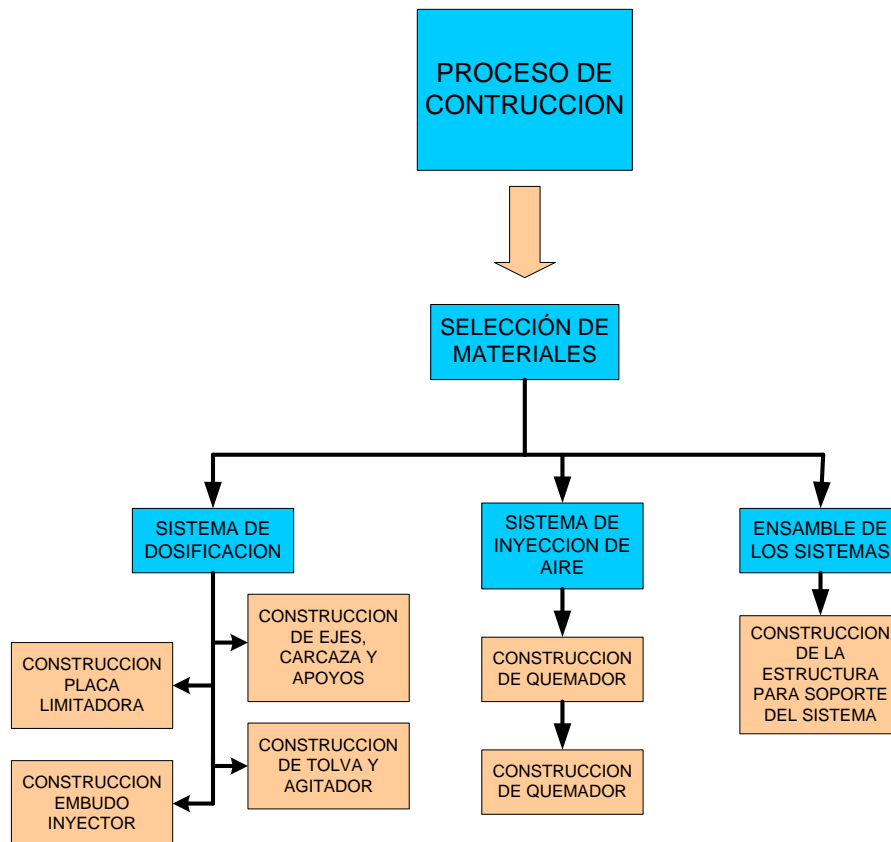 PROCESO DE
CONTRUCCION
SELECCIÓN DE
MATERIALES
SISTEMA DE
DOSIFICACION
SISTEMA DE
INYECCION DE
AIRE
ENSAMBLE DE
LOS SISTEMAS
CONSTRUCCION
DE EJES,
CARCAZA Y
APOYOS
CONSTRUCCION
PLACA
LIMITADORA
CONSTRUCCION
DE TOLVA Y
AGITADOR
CONSTRUCCION
EMBUDO
INYECTOR
CONSTRUCCION
DE QUEMADOR
CONSTRUCCION
DE QUEMADOR
CONSTRUCCION
DE LA
ESTRUCTURA
PARA SOPORTE
DEL SISTEMA